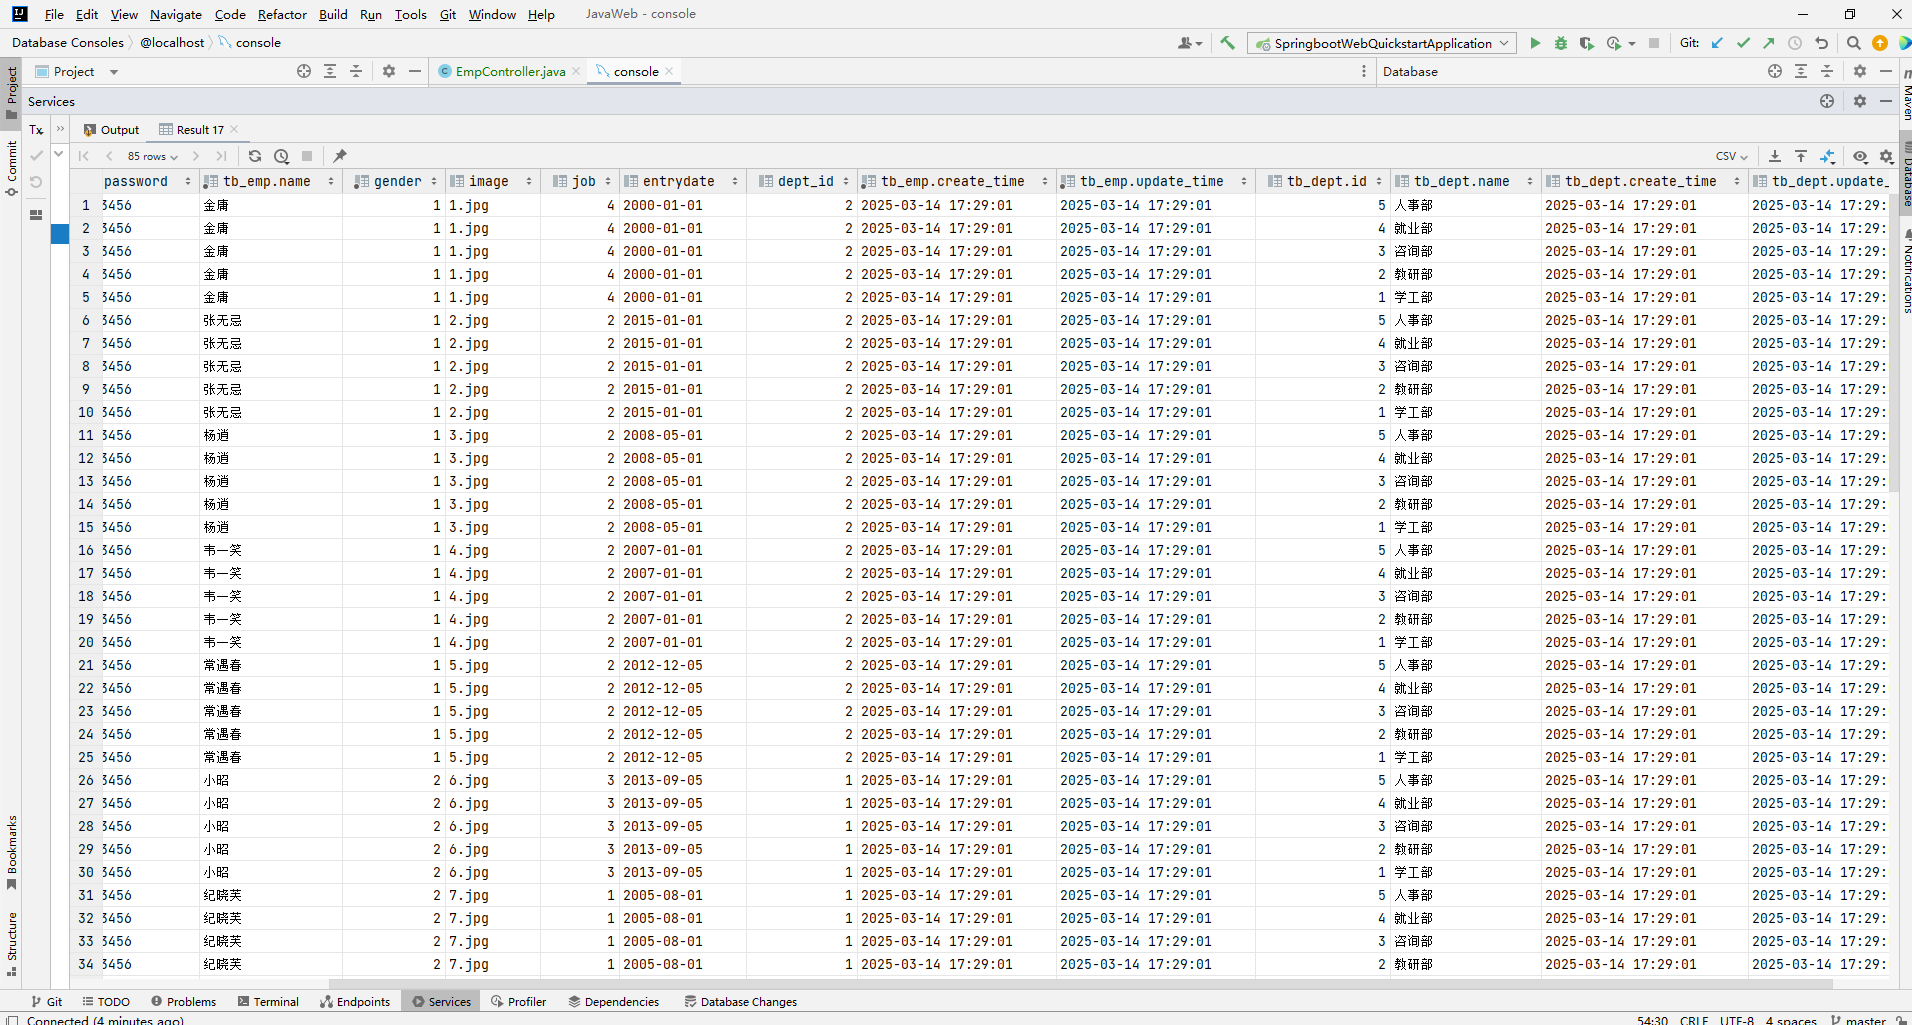 File Edit View Navigate Code Refactor Build Run Tools Git Window Help JavaWeb - console
Database Consoles @localhost console SpringbootWebQuickstartApplication Git:
Project EmpController.java console Database
Services
Tx Output Result 17
85 rows CSV
password tb_emp.name gender image job entrydate dept_id tb_emp.create_time tb_emp.update_time tb_dept.id tb_dept.name tb_dept.create_time tb_dept.update_
1 3456 金庸 1 1.jpg 4 2000-01-01 2 2025-03-14 17:29:01 2025-03-14 17:29:01 5 人事部 2025-03-14 17:29:01 2025-03-14 17:29:
2 3456 金庸 1 1.jpg 4 2000-01-01 2 2025-03-14 17:29:01 2025-03-14 17:29:01 4 就业部 2025-03-14 17:29:01 2025-03-14 17:29:
3 3456 金庸 1 1.jpg 4 2000-01-01 2 2025-03-14 17:29:01 2025-03-14 17:29:01 3 咨询部 2025-03-14 17:29:01 2025-03-14 17:29:
4 3456 金庸 1 1.jpg 4 2000-01-01 2 2025-03-14 17:29:01 2025-03-14 17:29:01 2 教研部 2025-03-14 17:29:01 2025-03-14 17:29:
5 3456 金庸 1 1.jpg 4 2000-01-01 2 2025-03-14 17:29:01 2025-03-14 17:29:01 1 学工部 2025-03-14 17:29:01 2025-03-14 17:29:
6 3456 张无忌 1 2.jpg 2 2015-01-01 2 2025-03-14 17:29:01 2025-03-14 17:29:01 5 人事部 2025-03-14 17:29:01 2025-03-14 17:29:
7 3456 张无忌 1 2.jpg 2 2015-01-01 2 2025-03-14 17:29:01 2025-03-14 17:29:01 4 就业部 2025-03-14 17:29:01 2025-03-14 17:29:
8 3456 张无忌 1 2.jpg 2 2015-01-01 2 2025-03-14 17:29:01 2025-03-14 17:29:01 3 咨询部 2025-03-14 17:29:01 2025-03-14 17:29:
9 3456 张无忌 1 2.jpg 2 2015-01-01 2 2025-03-14 17:29:01 2025-03-14 17:29:01 2 教研部 2025-03-14 17:29:01 2025-03-14 17:29:
10 3456 张无忌 1 2.jpg 2 2015-01-01 2 2025-03-14 17:29:01 2025-03-14 17:29:01 1 学工部 2025-03-14 17:29:01 2025-03-14 17:29:
11 3456 杨逍 1 3.jpg 2 2008-05-01 2 2025-03-14 17:29:01 2025-03-14 17:29:01 5 人事部 2025-03-14 17:29:01 2025-03-14 17:29:
12 3456 杨逍 1 3.jpg 2 2008-05-01 2 2025-03-14 17:29:01 2025-03-14 17:29:01 4 就业部 2025-03-14 17:29:01 2025-03-14 17:29:
13 3456 杨逍 1 3.jpg 2 2008-05-01 2 2025-03-14 17:29:01 2025-03-14 17:29:01 3 咨询部 2025-03-14 17:29:01 2025-03-14 17:29:
14 3456 杨逍 1 3.jpg 2 2008-05-01 2 2025-03-14 17:29:01 2025-03-14 17:29:01 2 教研部 2025-03-14 17:29:01 2025-03-14 17:29:
15 3456 杨逍 1 3.jpg 2 2008-05-01 2 2025-03-14 17:29:01 2025-03-14 17:29:01 1 学工部 2025-03-14 17:29:01 2025-03-14 17:29:
16 3456 韦一笑 1 4.jpg 2 2007-01-01 2 2025-03-14 17:29:01 2025-03-14 17:29:01 5 人事部 2025-03-14 17:29:01 2025-03-14 17:29:
17 3456 韦一笑 1 4.jpg 2 2007-01-01 2 2025-03-14 17:29:01 2025-03-14 17:29:01 4 就业部 2025-03-14 17:29:01 2025-03-14 17:29:
18 3456 韦一笑 1 4.jpg 2 2007-01-01 2 2025-03-14 17:29:01 2025-03-14 17:29:01 3 咨询部 2025-03-14 17:29:01 2025-03-14 17:29:
19 3456 韦一笑 1 4.jpg 2 2007-01-01 2 2025-03-14 17:29:01 2025-03-14 17:29:01 2 教研部 2025-03-14 17:29:01 2025-03-14 17:29:
20 3456 韦一笑 1 4.jpg 2 2007-01-01 2 2025-03-14 17:29:01 2025-03-14 17:29:01 1 学工部 2025-03-14 17:29:01 2025-03-14 17:29:
21 3456 常遇春 1 5.jpg 2 2012-12-05 2 2025-03-14 17:29:01 2025-03-14 17:29:01 5 人事部 2025-03-14 17:29:01 2025-03-14 17:29:
22 3456 常遇春 1 5.jpg 2 2012-12-05 2 2025-03-14 17:29:01 2025-03-14 17:29:01 4 就业部 2025-03-14 17:29:01 2025-03-14 17:29:
23 3456 常遇春 1 5.jpg 2 2012-12-05 2 2025-03-14 17:29:01 2025-03-14 17:29:01 3 咨询部 2025-03-14 17:29:01 2025-03-14 17:29:
24 3456 常遇春 1 5.jpg 2 2012-12-05 2 2025-03-14 17:29:01 2025-03-14 17:29:01 2 教研部 2025-03-14 17:29:01 2025-03-14 17:29:
25 3456 常遇春 1 5.jpg 2 2012-12-05 2 2025-03-14 17:29:01 2025-03-14 17:29:01 1 学工部 2025-03-14 17:29:01 2025-03-14 17:29:
26 3456 小昭 2 6.jpg 3 2013-09-05 1 2025-03-14 17:29:01 2025-03-14 17:29:01 5 人事部 2025-03-14 17:29:01 2025-03-14 17:29:
27 3456 小昭 2 6.jpg 3 2013-09-05 1 2025-03-14 17:29:01 2025-03-14 17:29:01 4 就业部 2025-03-14 17:29:01 2025-03-14 17:29:
28 3456 小昭 2 6.jpg 3 2013-09-05 1 2025-03-14 17:29:01 2025-03-14 17:29:01 3 咨询部 2025-03-14 17:29:01 2025-03-14 17:29:
29 3456 小昭 2 6.jpg 3 2013-09-05 1 2025-03-14 17:29:01 2025-03-14 17:29:01 2 教研部 2025-03-14 17:29:01 2025-03-14 17:29:
30 3456 小昭 2 6.jpg 3 2013-09-05 1 2025-03-14 17:29:01 2025-03-14 17:29:01 1 学工部 2025-03-14 17:29:01 2025-03-14 17:29:
31 3456 纪晓芙 2 7.jpg 1 2005-08-01 1 2025-03-14 17:29:01 2025-03-14 17:29:01 5 人事部 2025-03-14 17:29:01 2025-03-14 17:29:
32 3456 纪晓芙 2 7.jpg 1 2005-08-01 1 2025-03-14 17:29:01 2025-03-14 17:29:01 4 就业部 2025-03-14 17:29:01 2025-03-14 17:29:
33 3456 纪晓芙 2 7.jpg 1 2005-08-01 1 2025-03-14 17:29:01 2025-03-14 17:29:01 3 咨询部 2025-03-14 17:29:01 2025-03-14 17:29:
34 3456 纪晓芙 2 7.jpg 1 2005-08-01 1 2025-03-14 17:29:01 2025-03-14 17:29:01 2 教研部 2025-03-14 17:29:01 2025-03-14 17:29:
Project
Commit
Bookmarks
Structure
Maven
Database
Notifications
Git TODO Problems Terminal Endpoints Services Profiler Dependencies Database Changes
Connected (4 minutes ago) 54:30 CRLF UTF-8 4 spaces master